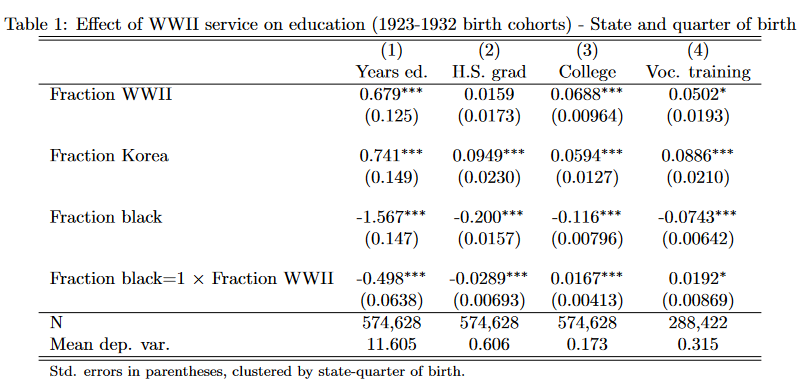 Table 1: Effect of WWII service on education (1923-1932 birth cohorts) - State and quarter of birth
(1) (2) (3) (4)
Years ed. H.S. grad College Voc. training
Fraction WWII 0.679*** 0.0159 0.0688*** 0.0502*
(0.125) (0.0173) (0.00964) (0.0193)
Fraction Korea 0.741*** 0.0949*** 0.0594*** 0.0886***
(0.149) (0.0230) (0.0127) (0.0210)
Fraction black -1.567*** -0.200*** -0.116*** -0.0743***
(0.147) (0.0157) (0.00796) (0.00642)
Fraction black=1 × Fraction WWII -0.498*** -0.0289*** 0.0167*** 0.0192*
(0.0638) (0.00693) (0.00413) (0.00869)
N 574,628 574,628 574,628 288,422
Mean dep. var. 11.605 0.606 0.173 0.315
Std. errors in parentheses, clustered by state-quarter of birth.